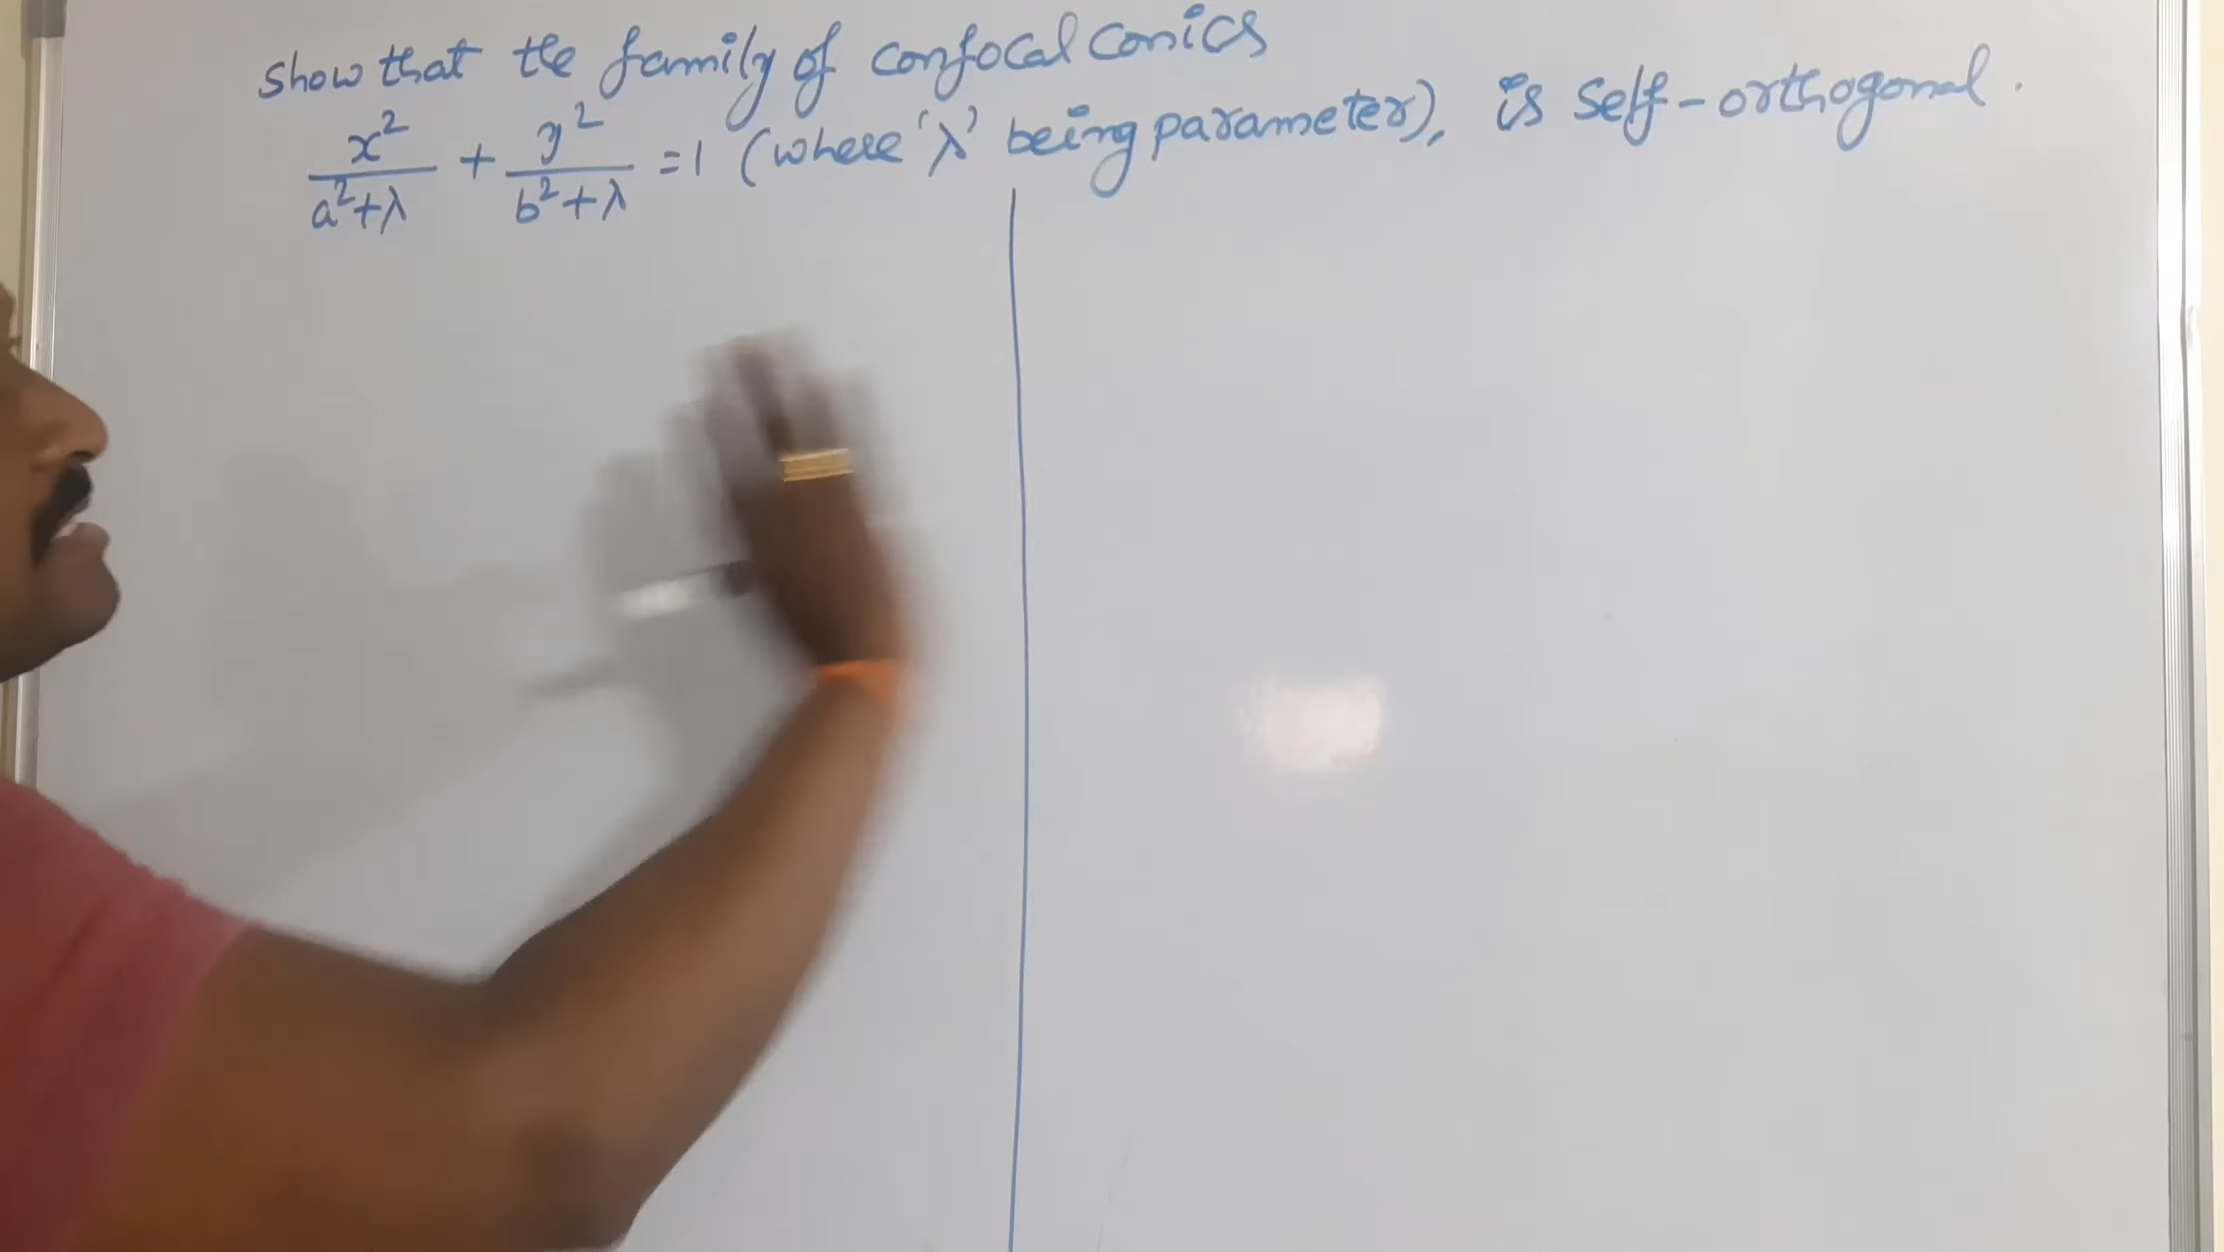 show that the family of confocal conics
x²/(a²+λ) + y²/(b²+λ) = 1 (where 'λ' being parameter), is self-orthogonal.